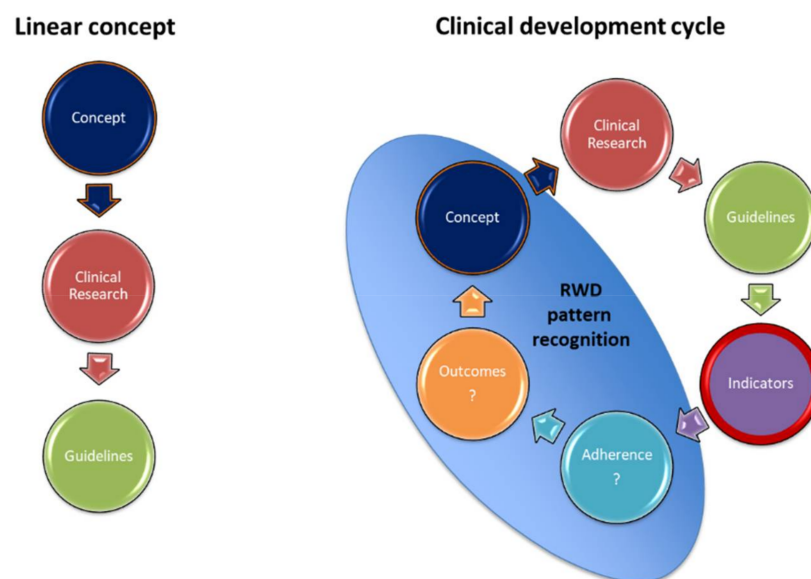 Linear concept
Concept
Clinical
Research
Guidelines
Clinical development cycle
Clinical
Research
Concept
Guidelines
RWD
pattern
recognition
Outcomes
?
Indicators
Adherence
?